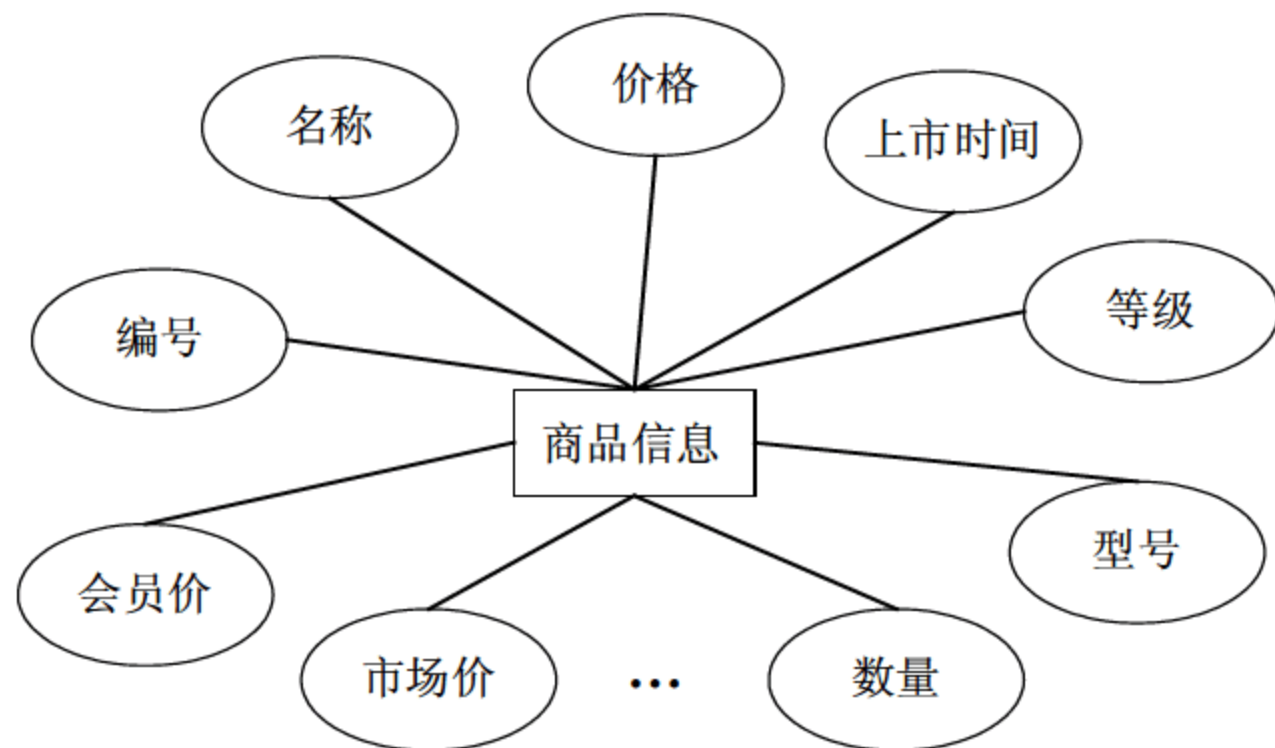 价格
名称
上市时间
等级
编号
商品信息
型号
会员价
市场价
...
数量